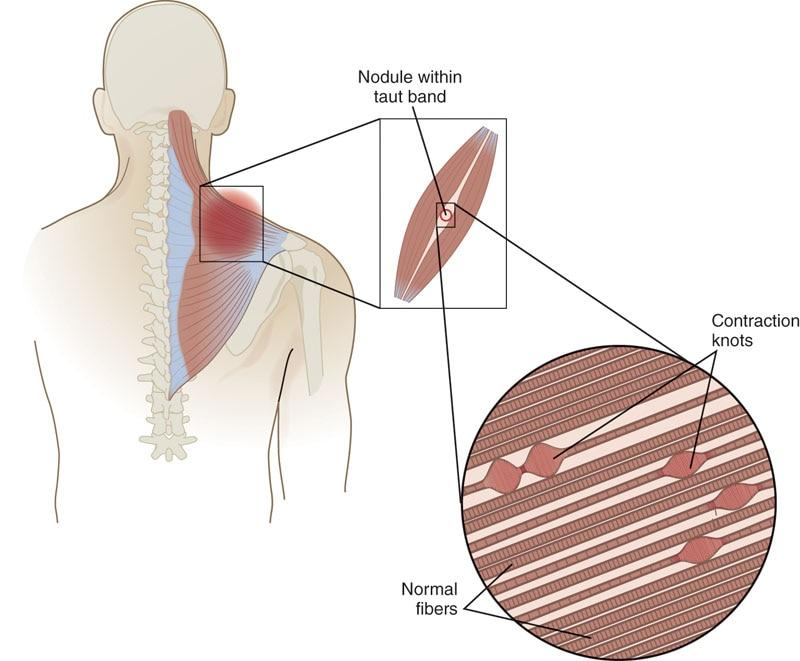 Nodule within
taut band
Contraction
knots
Normal
fibers